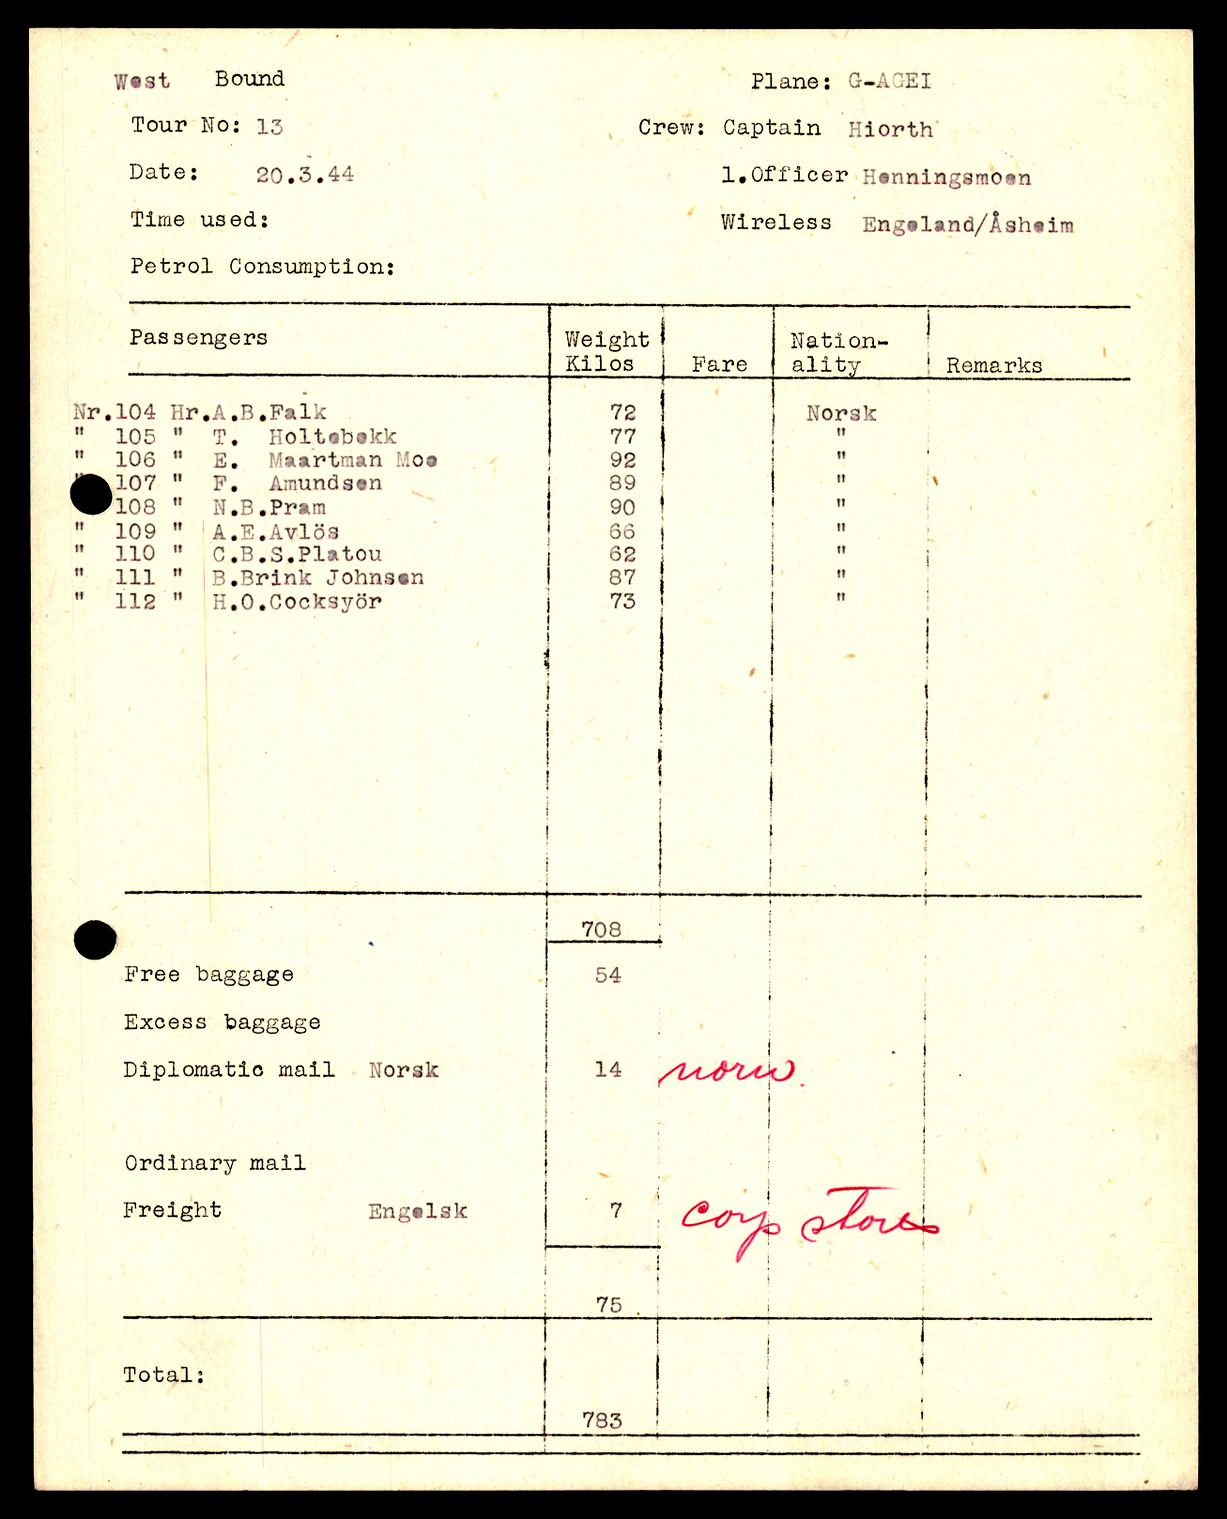 West Bound Plane: G-AGEI
Tour No: 13 Crew: Captain Hiorth
Date: 20.3.44 1.Officer Henningsmoen
Time used: Wireless Engeland/Åsheim
Petrol Consumption:
Passengers Weight Kilos Fare Nation-ality Remarks
Nr.104 Hr.A.B.Falk 72 Norsk
" 105 " T. Holtebekk 77 "
" 106 " E. Maartman Moe 92 "
" 107 " F. Amundsen 89 "
108 " N.B.Pram 90 "
" 109 " A.E.Avlös 66 "
" 110 " C.B.S.Platou 62 "
" 111 " B.Brink Johnsen 87 "
" 112 " H.O.Cocksyör 73 "
708
Free baggage 54
Excess baggage
Diplomatic mail Norsk 14 norw.
Ordinary mail
Freight Engelsk 7 coy stores
75
Total:
783